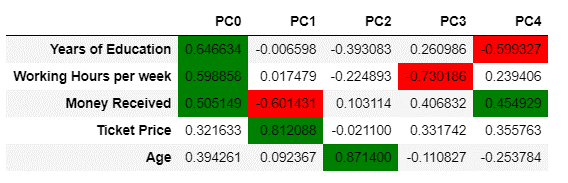 PC0 PC1 PC2 PC3 PC4
Years of Education 0.646634 -0.006598 -0.393083 0.260986 -0.599327
Working Hours per week 0.598858 0.017479 -0.224893 -0.730186 0.239406
Money Received 0.505149 -0.601431 0.103114 0.406832 0.454929
Ticket Price 0.321633 0.812088 -0.021100 0.331742 0.355763
Age 0.394261 0.092367 0.871400 -0.110827 -0.253784